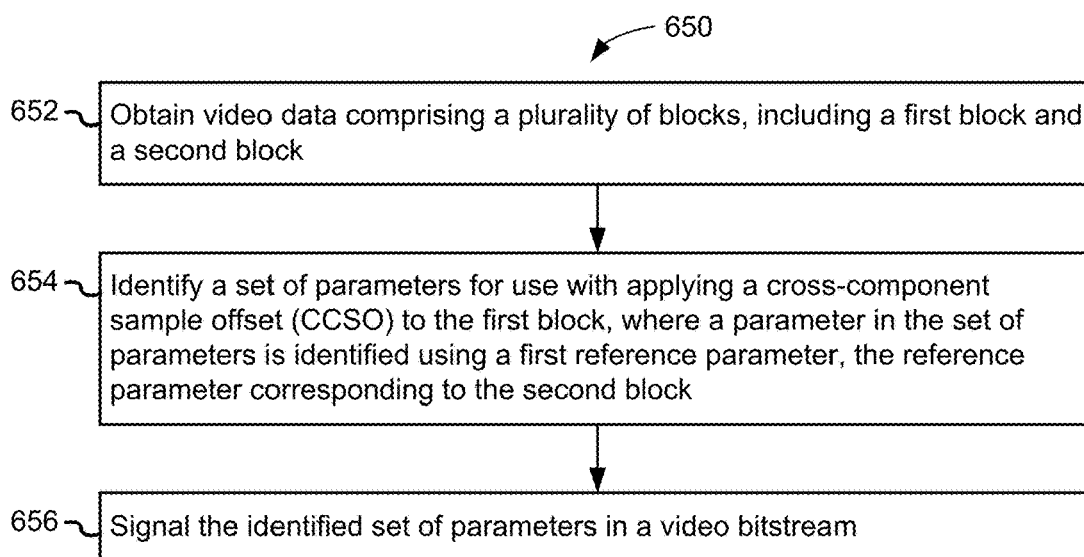 650
652
Obtain video data comprising a plurality of blocks, including a first block and
a second block
654
Identify a set of parameters for use with applying a cross-component
sample offset (CCSO) to the first block, where a parameter in the set of
parameters is identified using a first reference parameter, the reference
parameter corresponding to the second block
656
Signal the identified set of parameters in a video bitstream